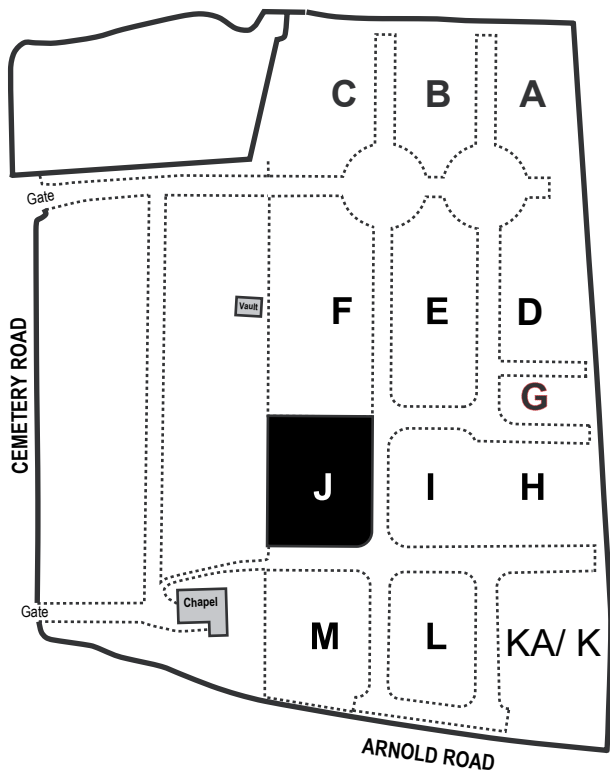 C B A
Gate
Vault
F E D
CEMETERY ROAD
G
J I H
Chapel
Gate
M L KA/ K
ARNOLD ROAD